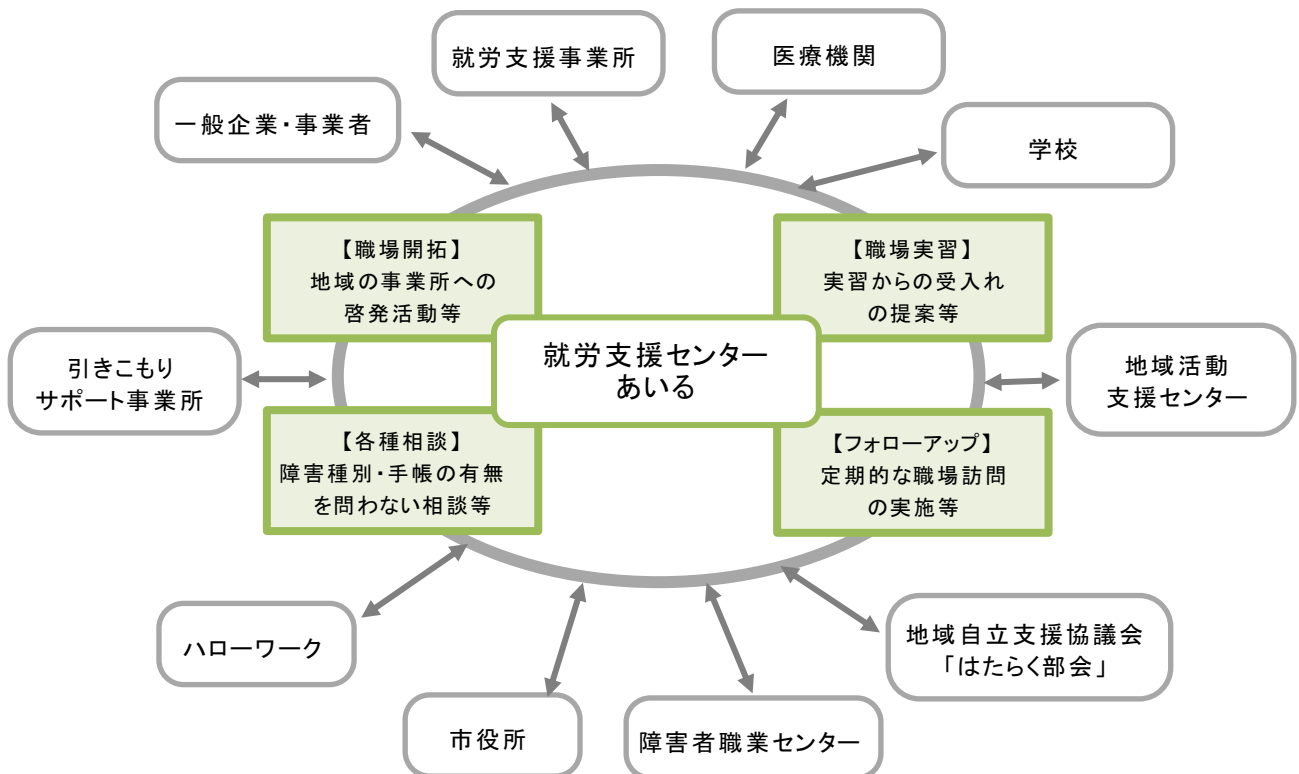 就労支援事業所
医療機関
一般企業・事業者
学校
【職場開拓】
地域の事業所への
啓発活動等
【職場実習】
実習からの受入れ
の提案等
就労支援センター
あいる
引きこもり
サポート事業所
地域活動
支援センター
【各種相談】
障害種別・手帳の有無
を問わない相談等
【フォローアップ】
定期的な職場訪問
の実施等
ハローワーク
地域自立支援協議会
「はたらく部会」
市役所
障害者職業センター